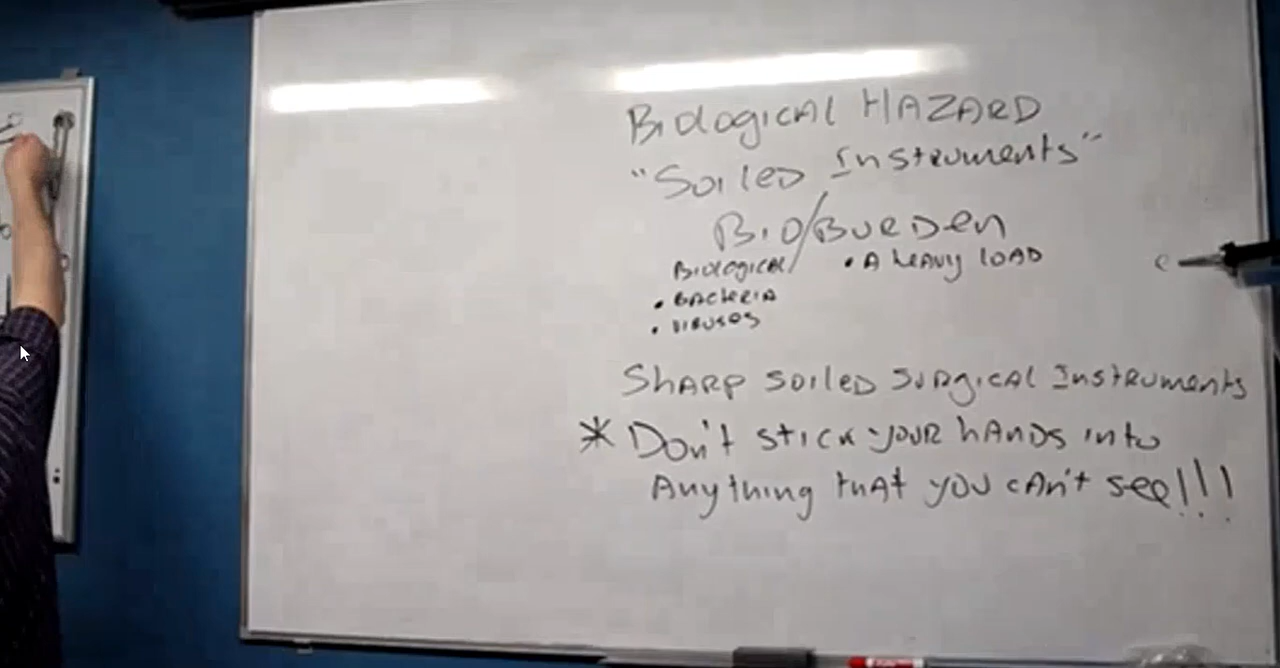 Biological HAZARD
"Soiled Instruments"
Bio/Burden
Biological/ • A heavy load
• Bacteria
• Viruses
Sharp soiled surgical Instruments
* Don't stick your hands into
Anything that you can't see!!!